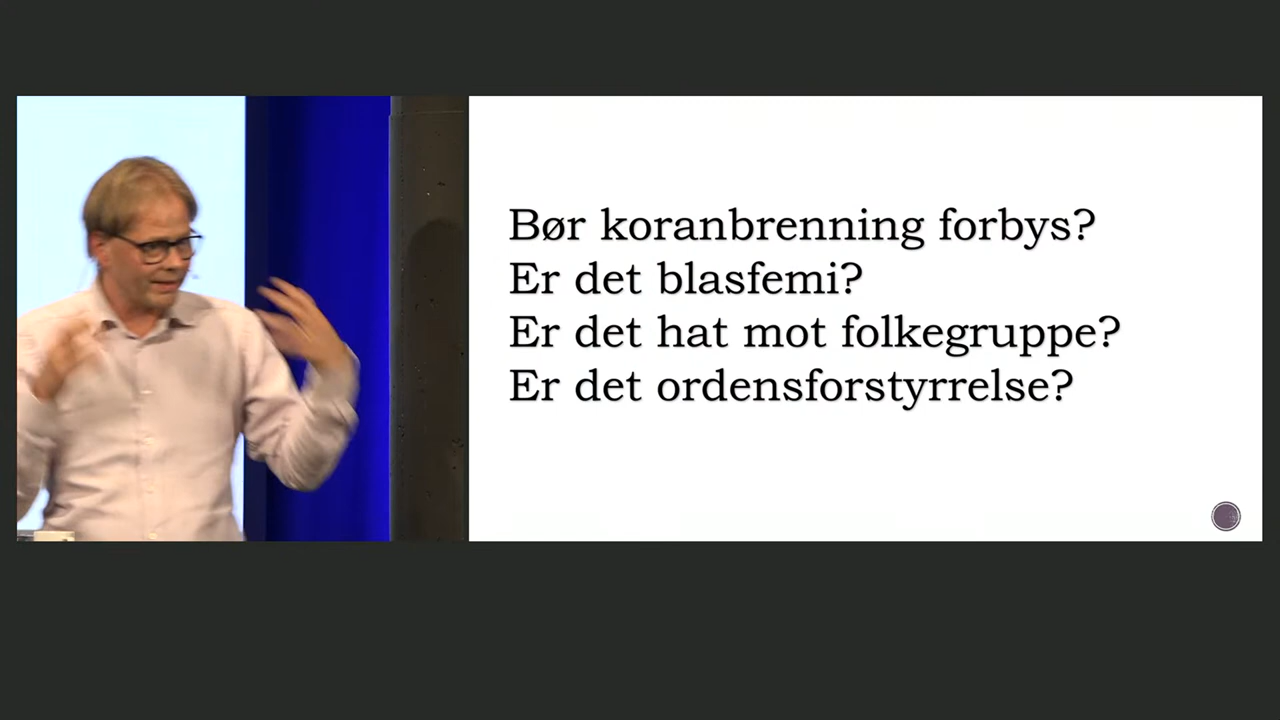 Bør koranbrenning forbys?
Er det blasfemi?
Er det hat mot folkegruppe?
Er det ordensforstyrrelse?